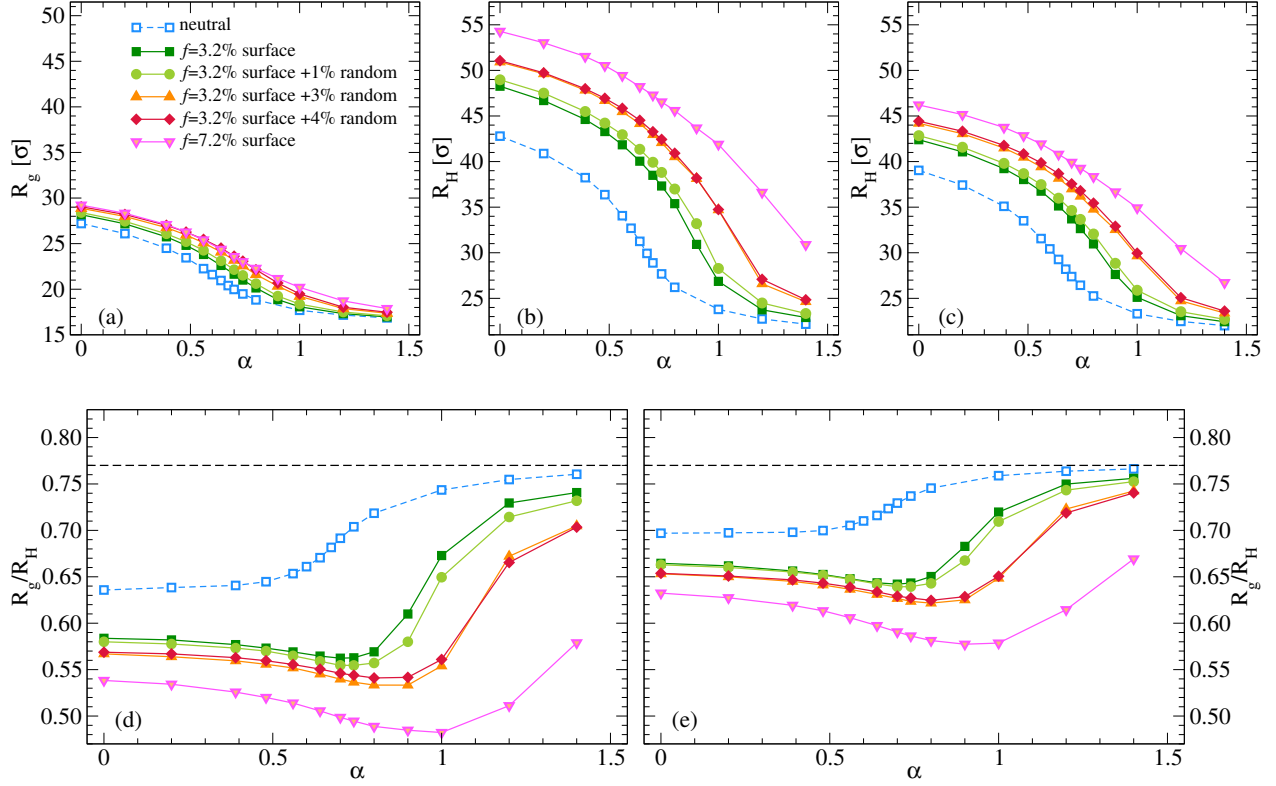 50
45
40
35
30
25
20
15
R_g [σ]
neutral
f=3.2% surface
f=3.2% surface +1% random
f=3.2% surface +3% random
f=3.2% surface +4% random
f=7.2% surface
(a)
0
0.5
1
1.5
α
55
50
45
40
35
30
25
R_H [σ]
(b)
0
0.5
1
1.5
α
55
50
45
40
35
30
25
R_H [σ]
(c)
0
0.5
1
1.5
α
0.80
0.75
0.70
0.65
0.60
0.55
0.50
R_g/R_H
(d)
0
0.5
1
1.5
α
(e)
0
0.5
1
1.5
α
0.80
0.75
0.70
0.65
0.60
0.55
0.50
R_g/R_H